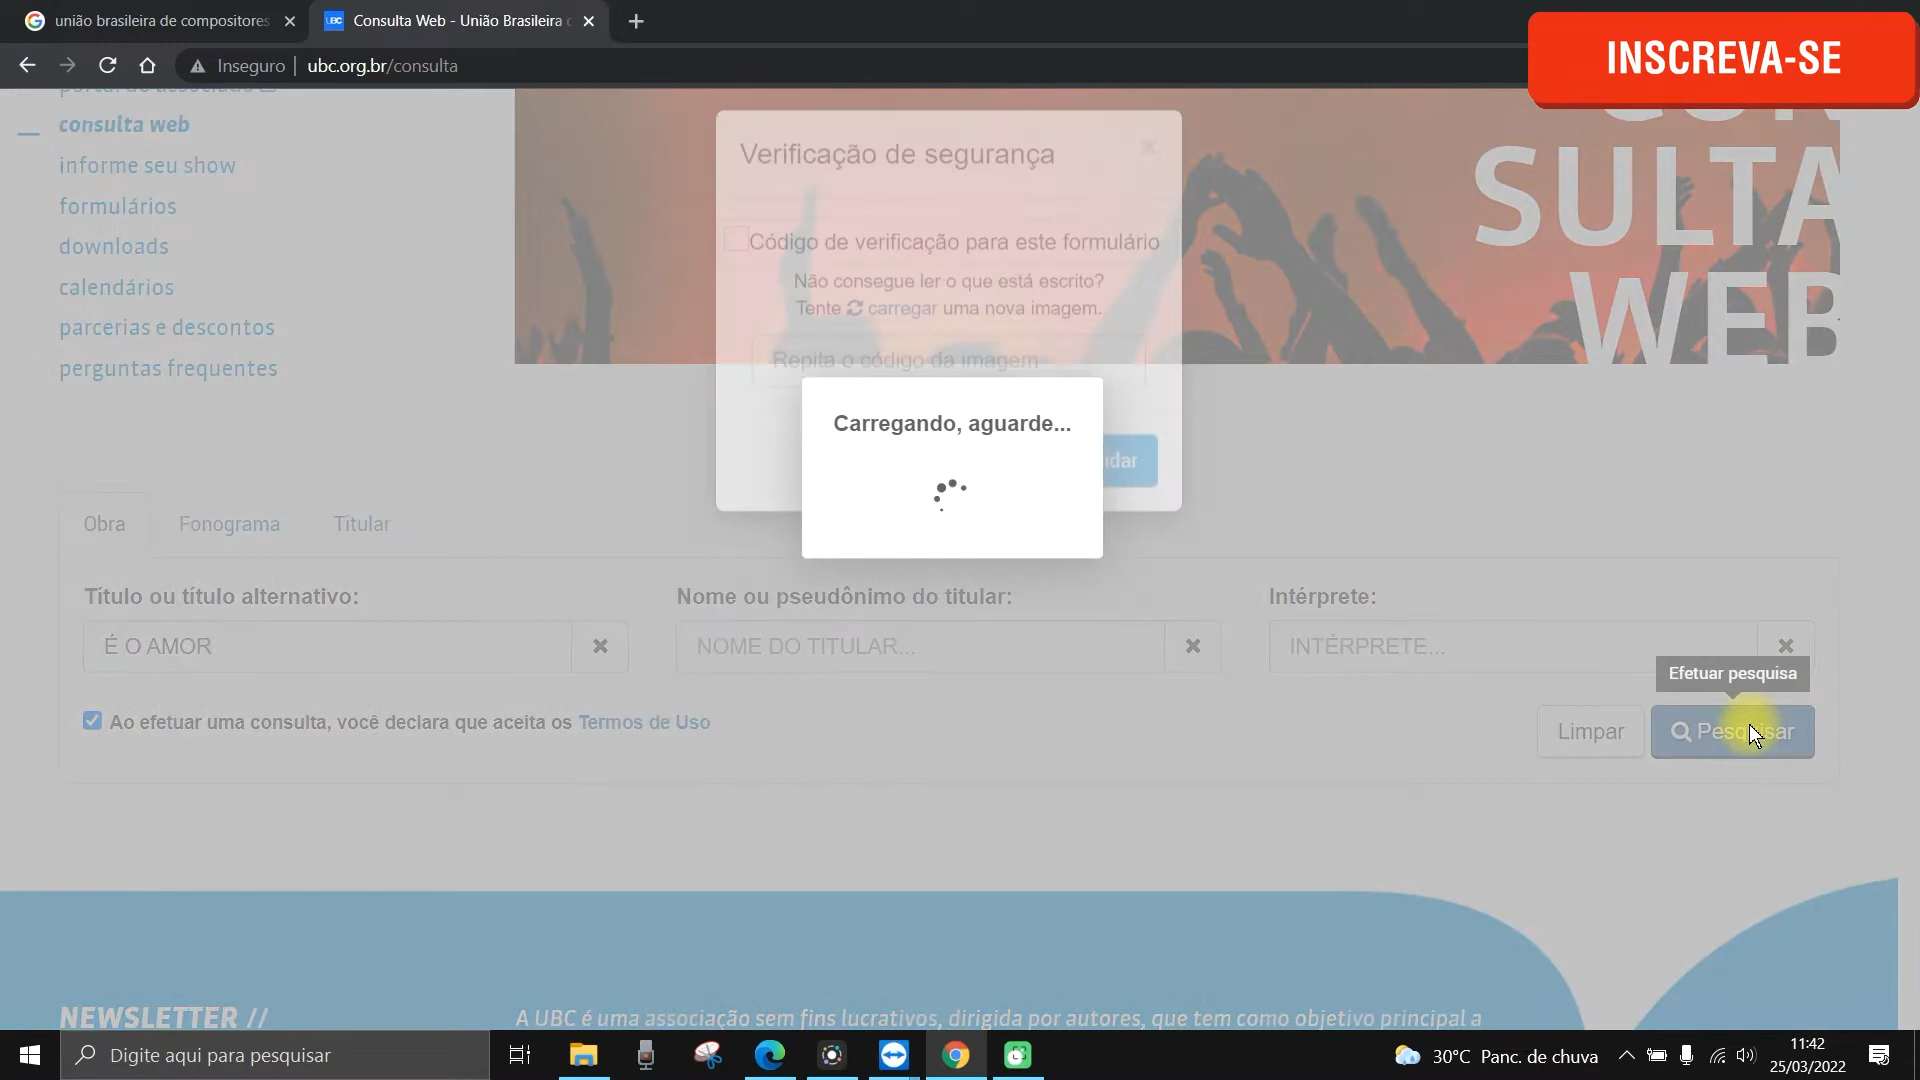 união brasileira de compositores
Consulta Web - União Brasileira d
INSCREVA-SE
Inseguro
ubc.org.br/consulta
consulta web
informe seu show
formulários
downloads
calendários
parcerias e descontos
perguntas frequentes
SULTA
WEB
Verificação de segurança
Código de verificação para este formulário
Não consegue ler o que está escrito?
Tente carregar uma nova imagem.
Repita o código da imagem
Carregando, aguarde...
idar
Obra
Fonograma
Titular
Título ou título alternativo:
Nome ou pseudônimo do titular:
Intérprete:
É O AMOR
NOME DO TITULAR...
INTÉRPRETE...
Efetuar pesquisa
Ao efetuar uma consulta, você declara que aceita os Termos de Uso
Limpar
Pesquisar
NEWSLETTER //
A UBC é uma associação sem fins lucrativos, dirigida por autores, que tem como objetivo principal a
Digite aqui para pesquisar
30°C Panc. de chuva
11:42
25/03/2022